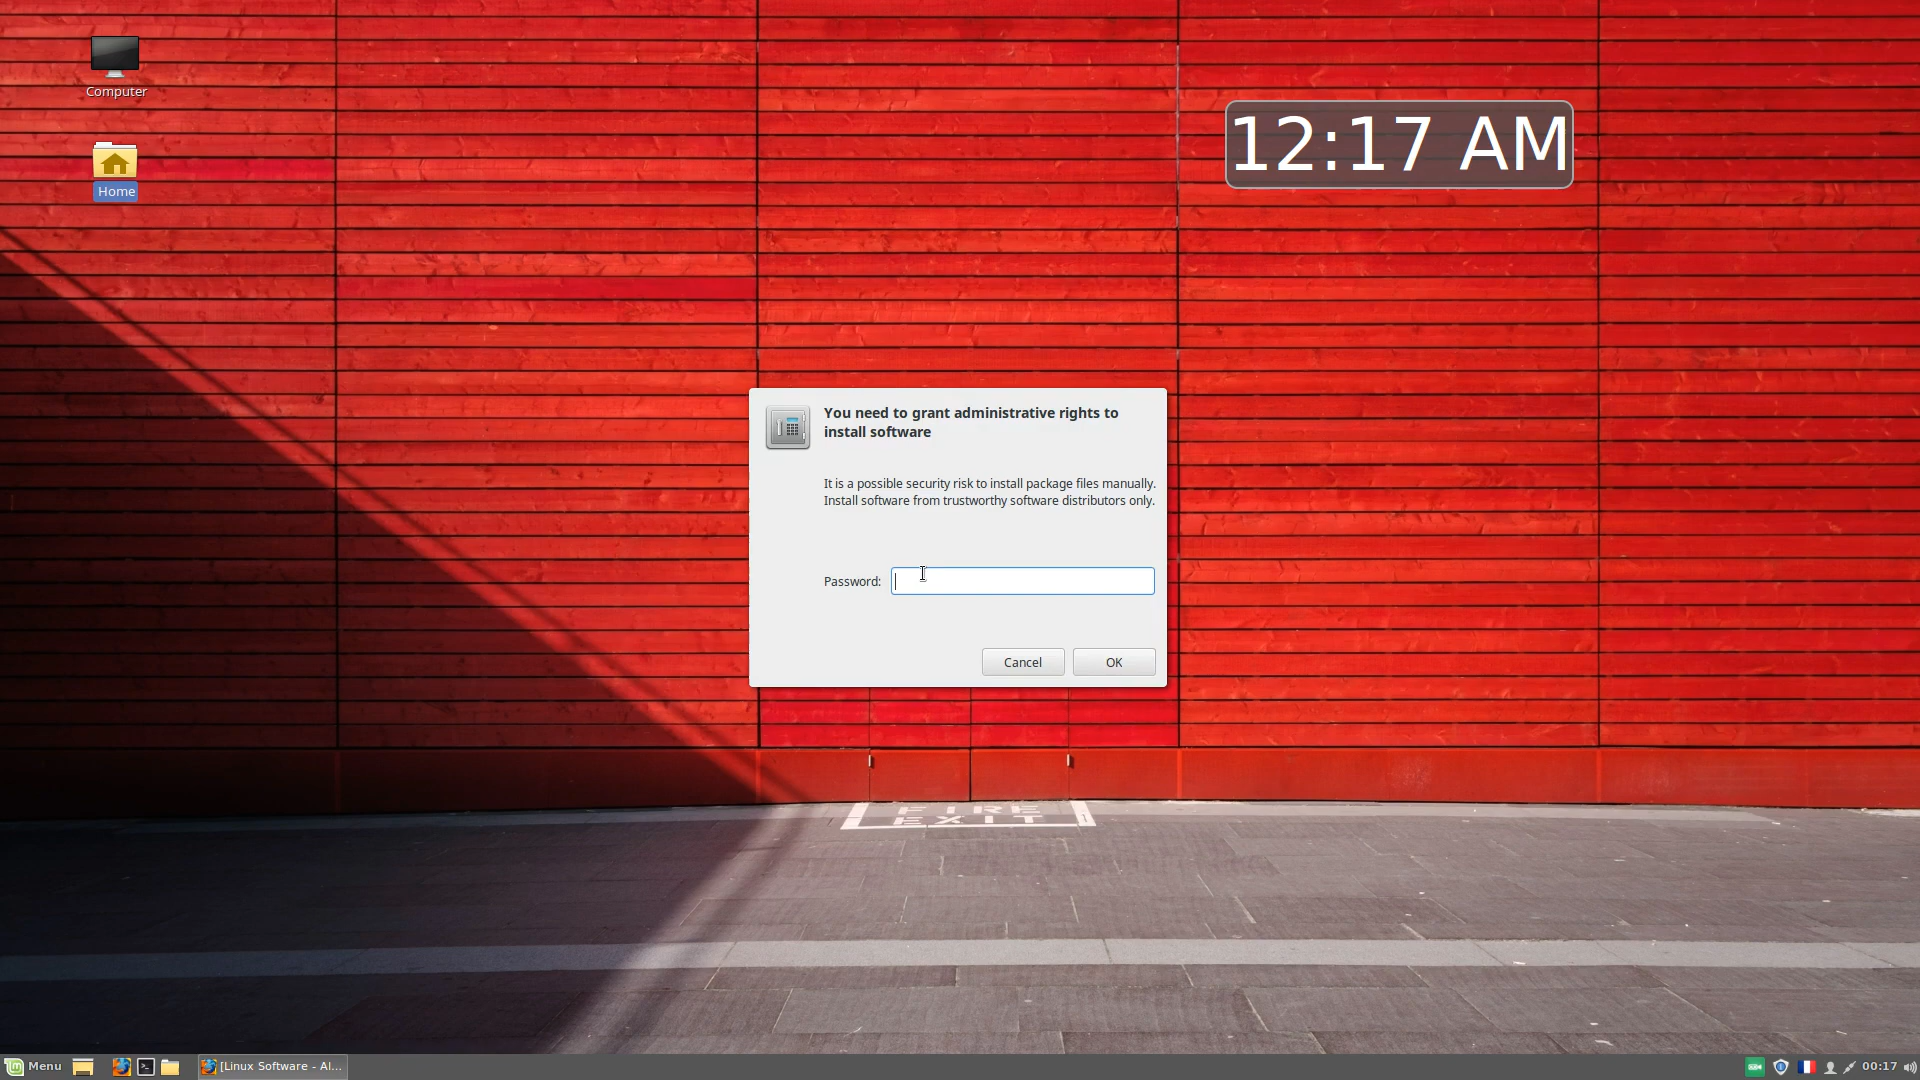 Computer
Home
12:17 AM
You need to grant administrative rights to
install software
It is a possible security risk to install package files manually.
Install software from trustworthy software distributors only.
Password:
Cancel
OK
FIRE
EXIT
Menu
[Linux Software - Al...
00:17